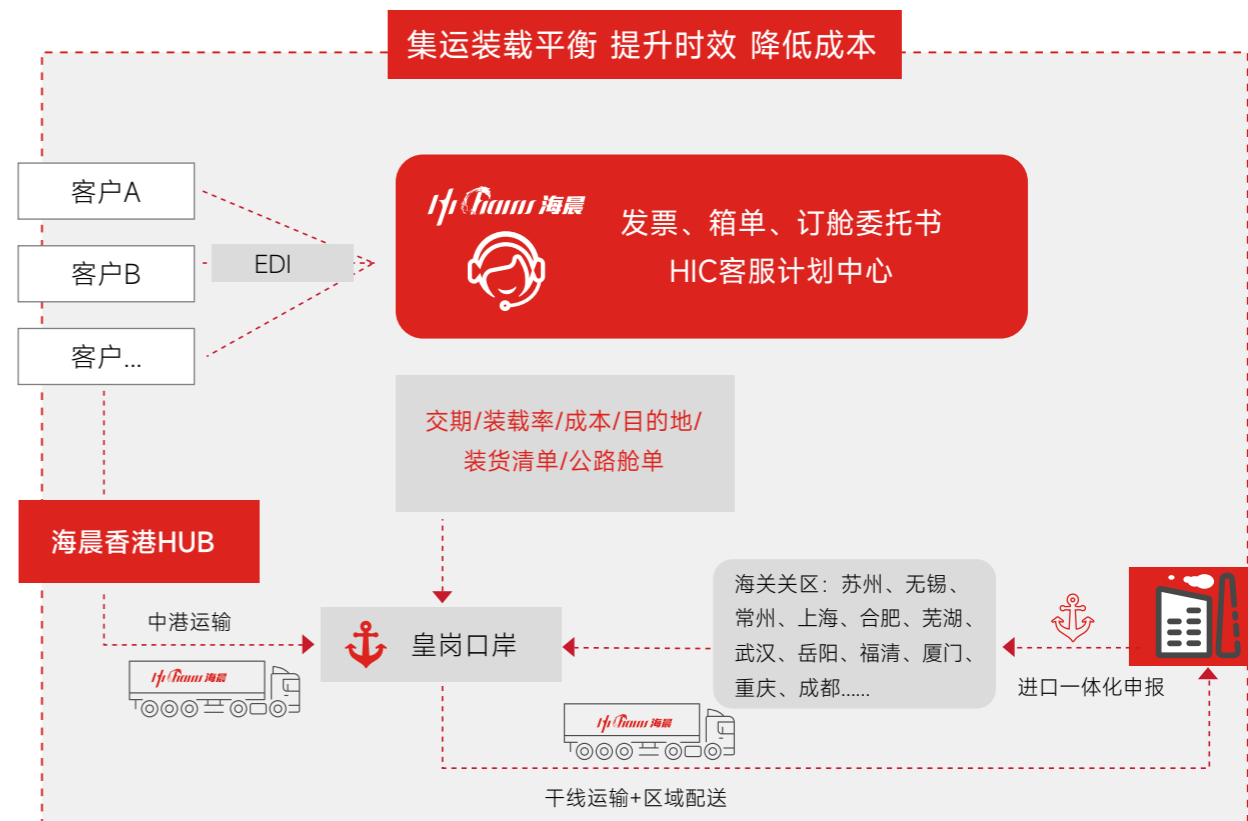 集运装载平衡 提升时效 降低成本
客户A
客户B
客户...
EDI
Hi Chain 海晨
发票、箱单、订舱委托书
HIC客服计划中心
交期/装载率/成本/目的地/
装货清单/公路舱单
海晨香港HUB
中港运输
Hi Chain 海晨
皇岗口岸
海关关区：苏州、无锡、
常州、上海、合肥、芜湖、
武汉、岳阳、福清、厦门、
重庆、成都......
进口一体化申报
Hi Chain 海晨
干线运输+区域配送